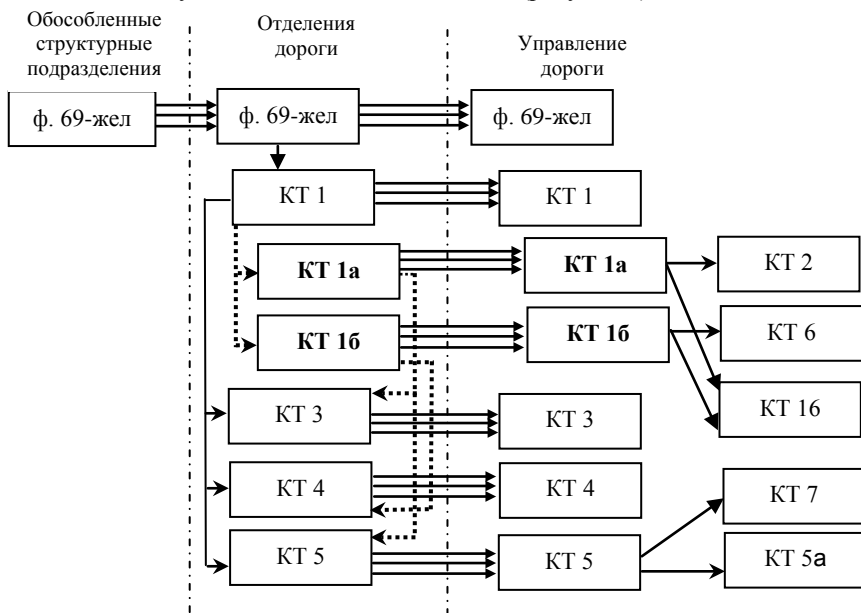 Обособленные
структурные
подразделения
Отделения
дороги
Управление
дороги
ф. 69-жел
ф. 69-жел
ф. 69-жел
КТ 1
КТ 1
КТ 1а
КТ 1а
КТ 2
КТ 1б
КТ 1б
КТ 6
КТ 3
КТ 3
КТ 16
КТ 4
КТ 4
КТ 7
КТ 5
КТ 5
КТ 5а